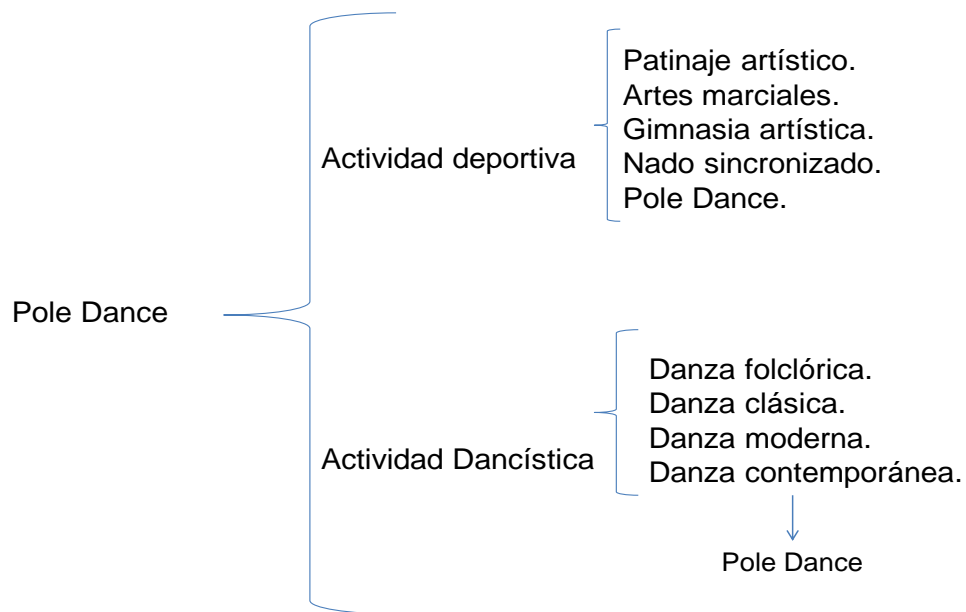 Pole Dance
Actividad deportiva
Patinaje artístico.
Artes marciales.
Gimnasia artística.
Nado sincronizado.
Pole Dance.
Actividad Dancística
Danza folclórica.
Danza clásica.
Danza moderna.
Danza contemporánea.
Pole Dance